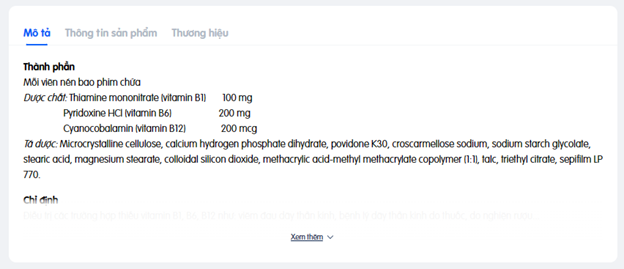 Mô tả Thông tin sản phẩm Thương hiệu
Thành phần
Mỗi viên nén bao phim chứa
Dược chất: Thiamine mononitrate (vitamin B1) 100 mg
Pyridoxine HCl (vitamin B6) 200 mg
Cyanocobalamin (vitamin B12) 200 mcg
Tá dược: Microcrystalline cellulose, calcium hydrogen phosphate dihydrate, povidone K30, croscarmellose sodium, sodium starch glycolate,
stearic acid, magnesium stearate, colloidal silicon dioxide, methacrylic acid-methyl methacrylate copolymer (1:1), talc, triethyl citrate, sepifilm LP
770.
Chỉ định
Xem thêm